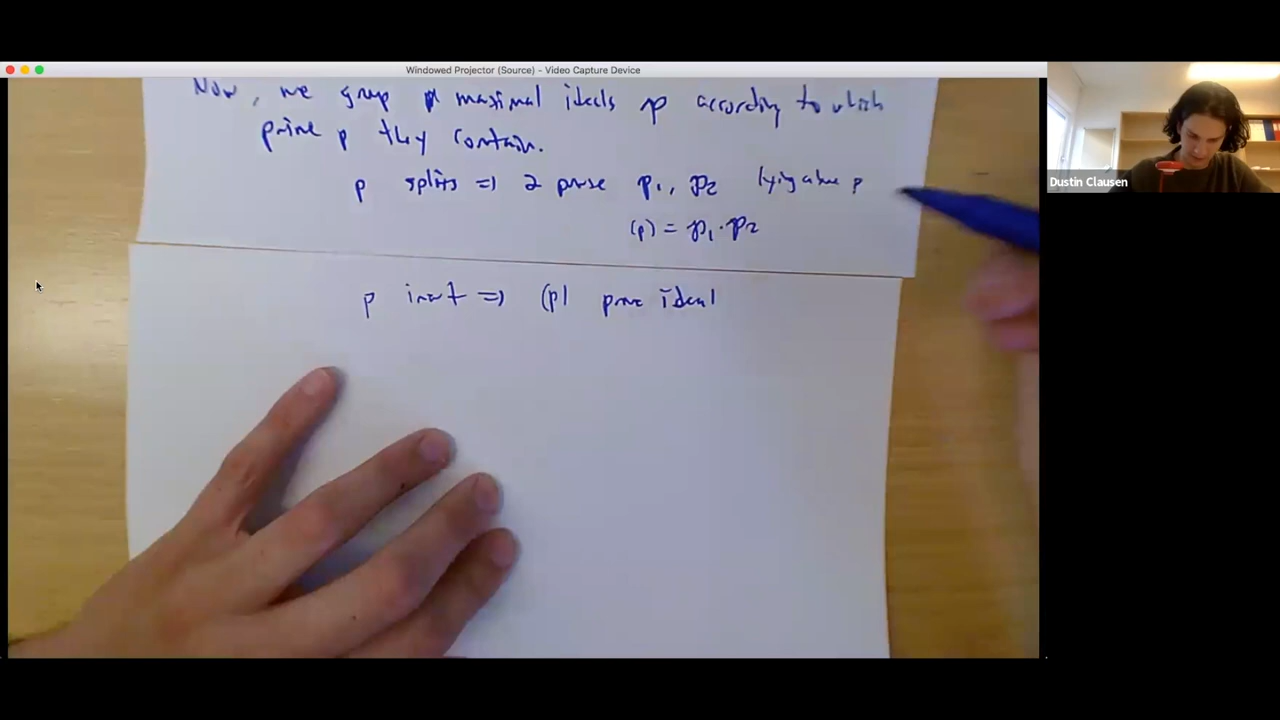 Windowed Projector (Source) - Video Capture Device
Now, we group maximal ideals p according to which
prime p they contain.
p splits => 2 primes p1, p2 lying above p
(p) = p1 · p2
p inert => (p) prime ideal
Dustin Clausen